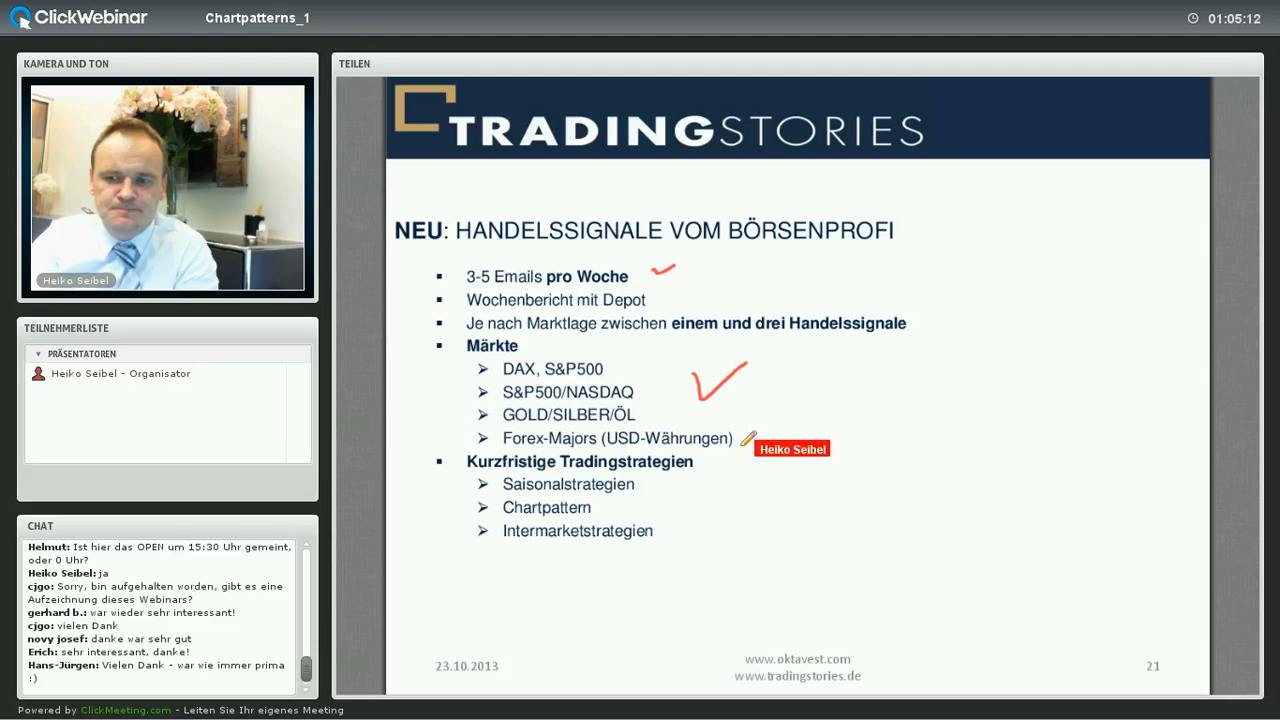 ClickWebinar
Chartpatterns_1
01:05:12
KAMERA UND TON
Heiko Seibel
TEILNEHMERLISTE
PRÄSENTATOREN
Heiko Seibel - Organisator
CHAT
Helmut: Ist hier das OPEN um 15:30 Uhr gemeint,
oder 0 Uhr?
Heiko Seibel: ja
cjgo: Sorry, bin aufgehalten worden, gibt es eine
Aufzeichnung dieses Webinars?
gerhard b.: war wieder sehr interessant!
cjgo: vielen Dank
novy josef: danke war sehr gut
Erich: sehr interessant, danke!
Hans-Jürgen: Vielen Dank - war wie immer prima
:)
TEILEN
TRADINGSTORIES
NEU: HANDELSSIGNALE VOM BÖRSENPROFI
3-5 Emails pro Woche
Wochenbericht mit Depot
Je nach Marktlage zwischen einem und drei Handelssignale
Märkte
DAX, S&P500
S&P500/NASDAQ
GOLD/SILBER/ÖL
Forex-Majors (USD-Währungen)
Heiko Seibel
Kurzfristige Tradingstrategien
Saisonalstrategien
Chartpattern
Intermarketstrategien
23.10.2013
www.oktavest.com
www.tradingstories.de
21
Powered by ClickMeeting.com - Leiten Sie Ihr eigenes Meeting